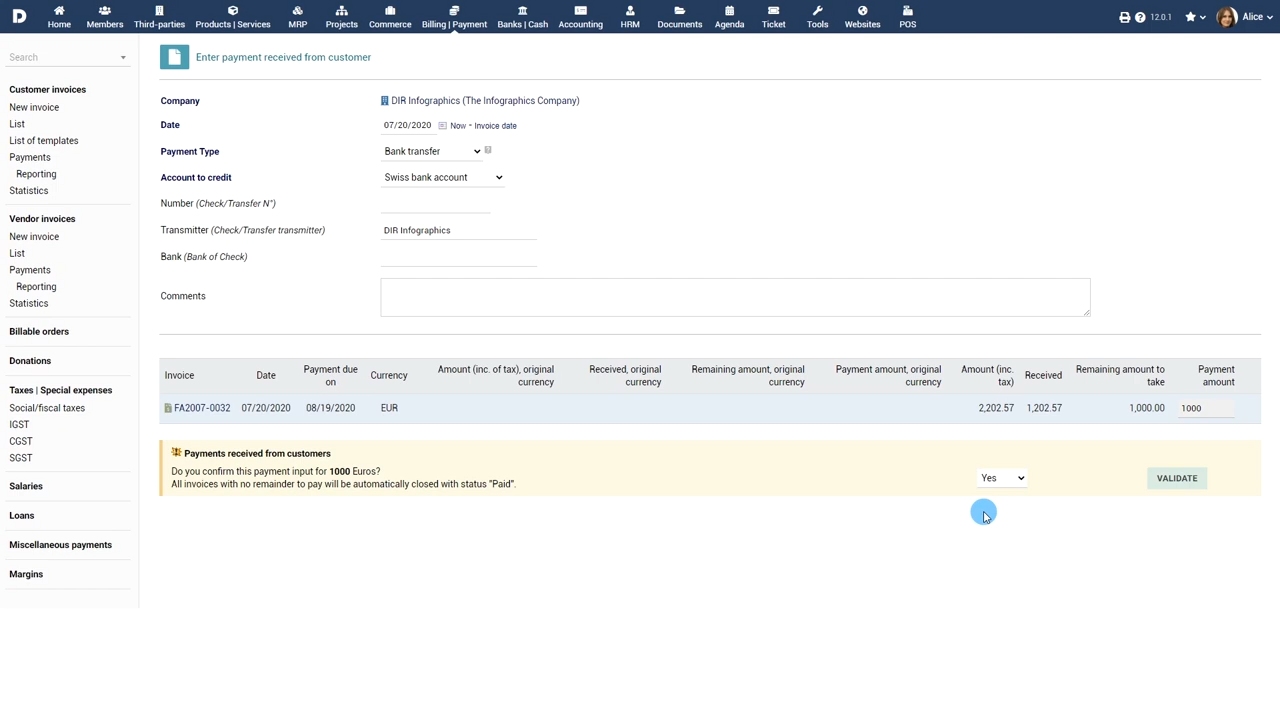 D Home Members Third-parties Products | Services MRP Projects Commerce Billing | Payment Banks | Cash Accounting HRM Documents Agenda Ticket Tools Websites POS 12.0.1 Alice
Search
Customer invoices
New invoice
List
List of templates
Payments
Reporting
Statistics
Vendor invoices
New invoice
List
Payments
Reporting
Statistics
Billable orders
Donations
Taxes | Special expenses
Social/fiscal taxes
IGST
CGST
SGST
Salaries
Loans
Miscellaneous payments
Margins
Enter payment received from customer
Company DIR Infographics (The Infographics Company)
Date 07/20/2020 Now - Invoice date
Payment Type Bank transfer
Account to credit Swiss bank account
Number (Check/Transfer N°)
Transmitter (Check/Transfer transmitter) DIR Infographics
Bank (Bank of Check)
Comments
Invoice Date Payment due on Currency Amount (inc. of tax), original currency Received, original currency Remaining amount, original currency Payment amount, original currency Amount (inc. tax) Received Remaining amount to take Payment amount
FA2007-0032 07/20/2020 08/19/2020 EUR 2,202.57 1,202.57 1,000.00 1000
Payments received from customers
Do you confirm this payment input for 1000 Euros?
All invoices with no remainder to pay will be automatically closed with status "Paid".
Yes VALIDATE